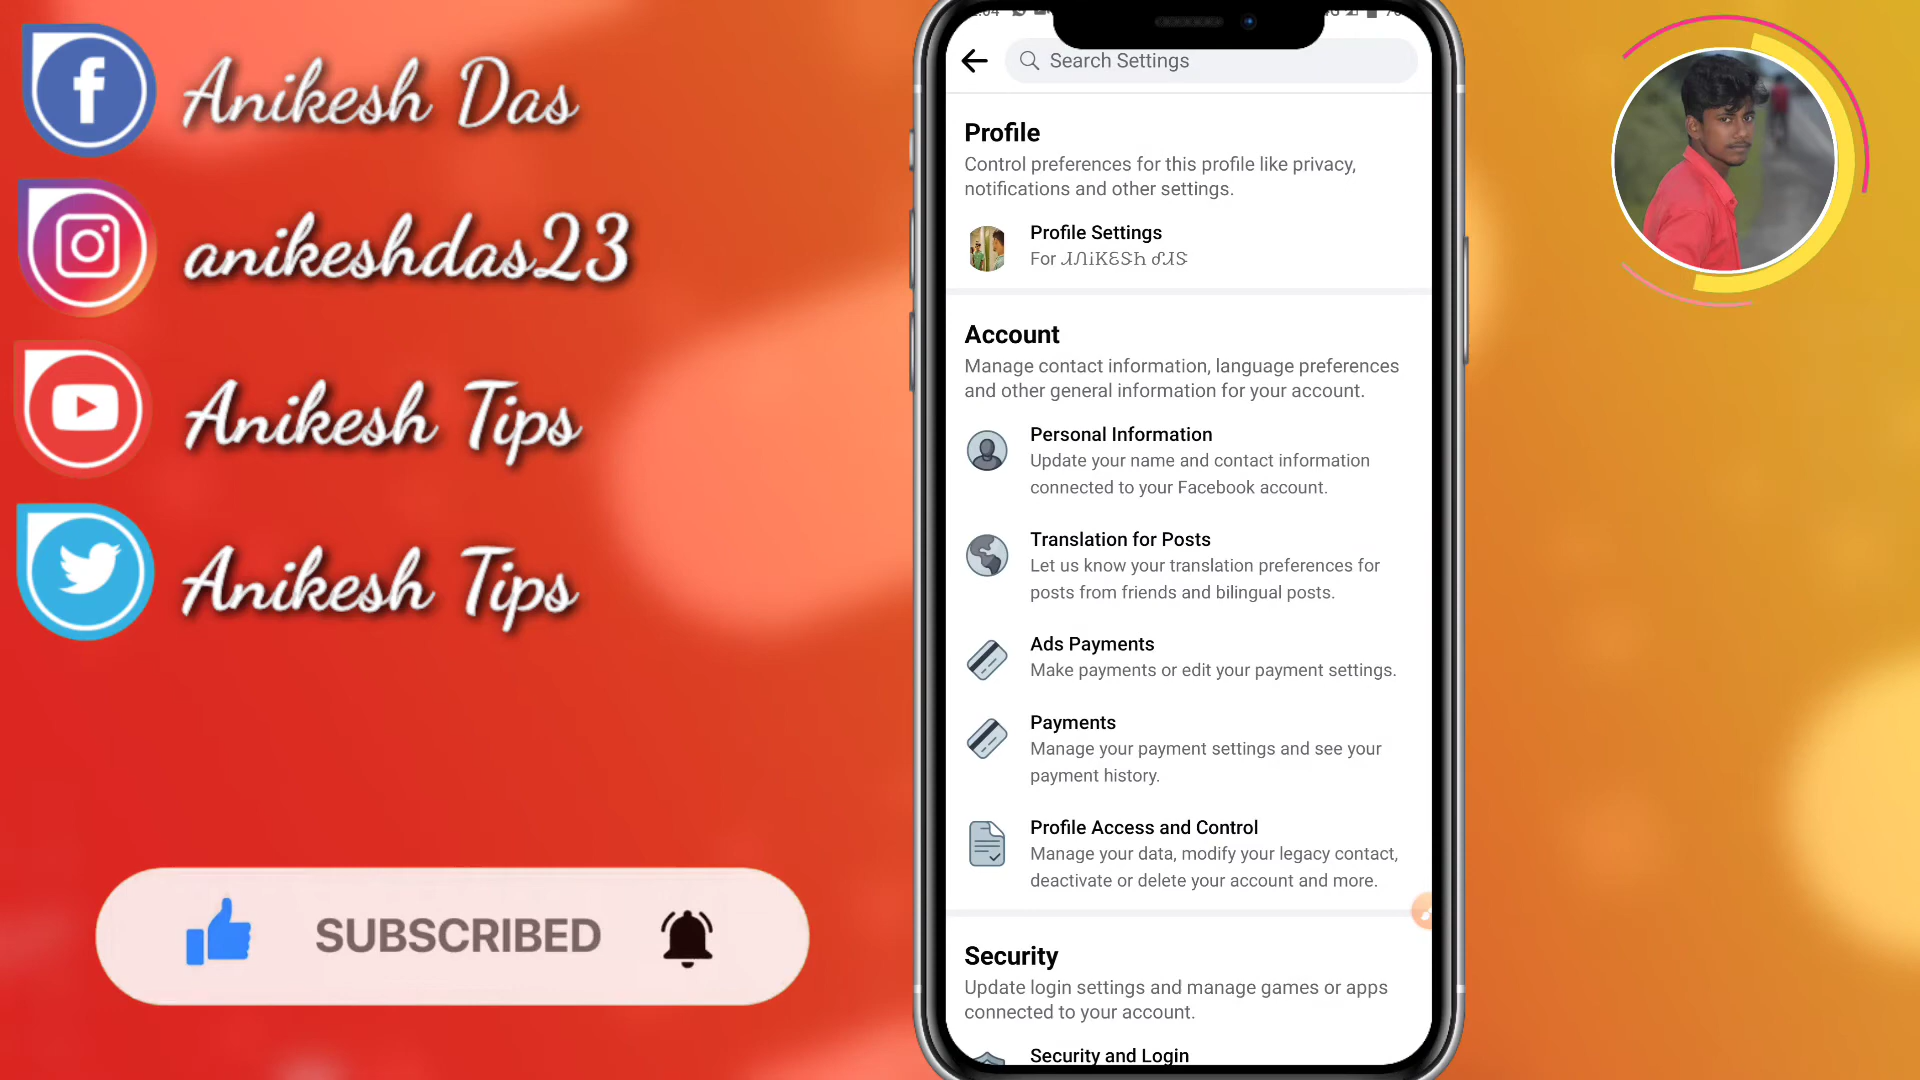 Anikesh Das
anikeshdas23
Anikesh Tips
Anikesh Tips
SUBSCRIBED
Search Settings
Profile
Control preferences for this profile like privacy,
notifications and other settings.
Profile Settings
For
Account
Manage contact information, language preferences
and other general information for your account.
Personal Information
Update your name and contact information
connected to your Facebook account.
Translation for Posts
Let us know your translation preferences for
posts from friends and bilingual posts.
Ads Payments
Make payments or edit your payment settings.
Payments
Manage your payment settings and see your
payment history.
Profile Access and Control
Manage your data, modify your legacy contact,
deactivate or delete your account and more.
Security
Update login settings and manage games or apps
connected to your account.
Security and Login